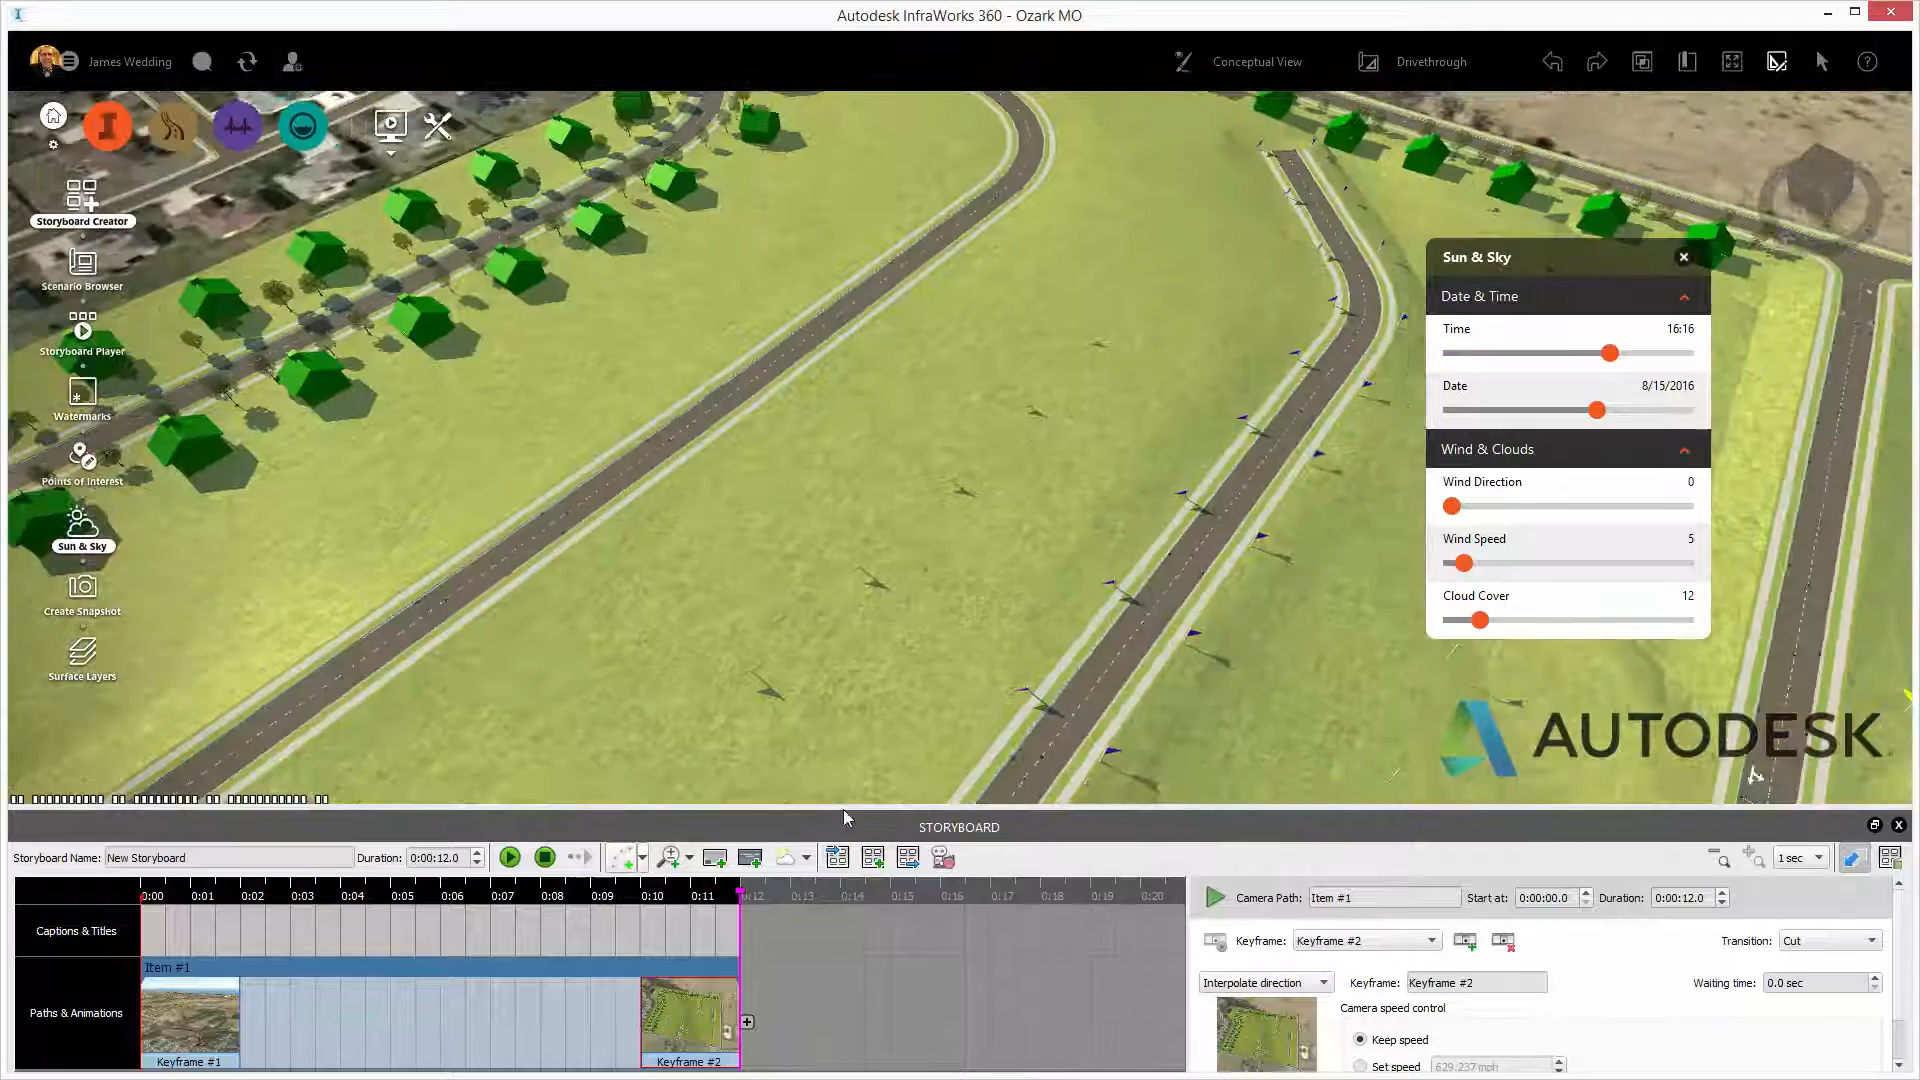 Autodesk InfraWorks 360 - Ozark MO
James Wedding
Conceptual View
Drivethrough
Storyboard Creator
Scenario Browser
Storyboard Player
Watermarks
Points of Interest
Sun & Sky
Create Snapshot
Surface Layers
Sun & Sky
Date & Time
Time 16:16
Date 8/15/2016
Wind & Clouds
Wind Direction 0
Wind Speed 5
Cloud Cover 12
AUTODESK
STORYBOARD
Storyboard Name: New Storyboard Duration: 0:00:12.0 1 sec
0:00 0:01 0:02 0:03 0:04 0:05 0:06 0:07 0:08 0:09 0:10 0:11 0:12 0:13 0:14 0:15 0:16 0:17 0:18 0:19 0:20
Captions & Titles
Item #1
Paths & Animations
Keyframe #1 Keyframe #2
Camera Path: Item #1 Start at: 0:00:00.0 Duration: 0:00:12.0
Keyframe: Keyframe #2 Transition: Cut
Interpolate direction Keyframe: Keyframe #2 Waiting time: 0.0 sec
Camera speed control
Keep speed
Set speed 629.237 mph